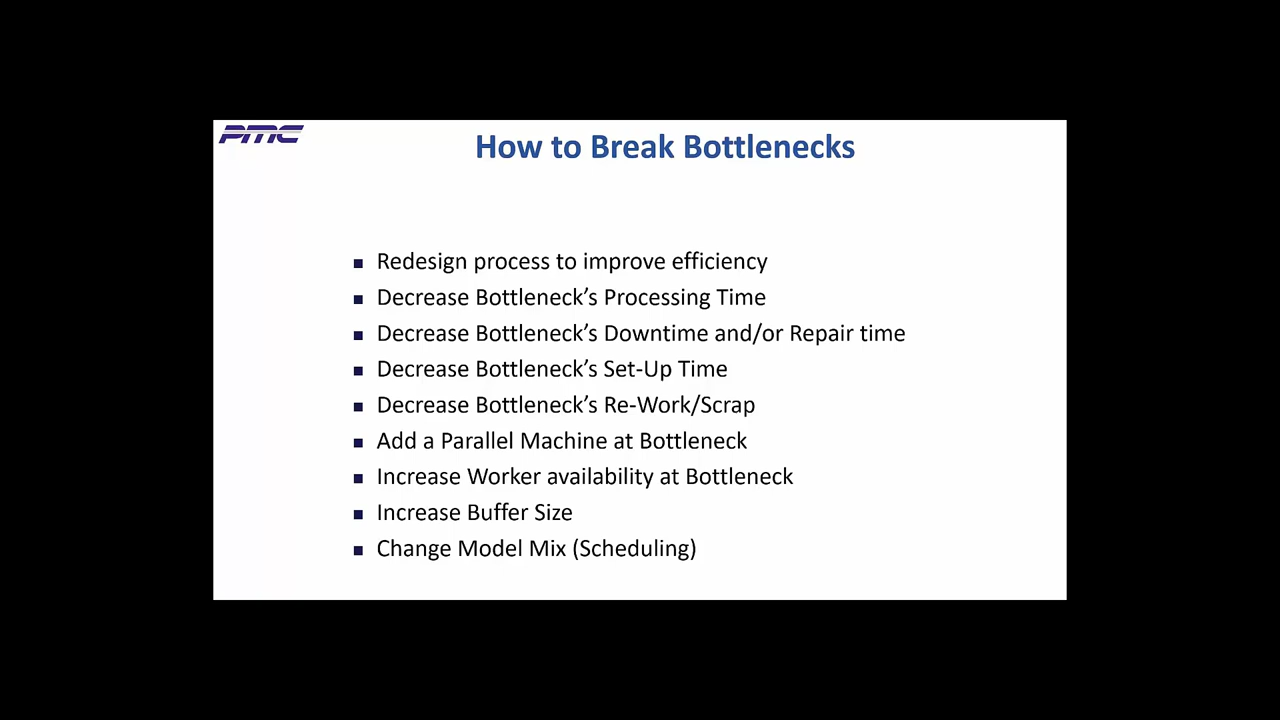 PMC
How to Break Bottlenecks
Redesign process to improve efficiency
Decrease Bottleneck’s Processing Time
Decrease Bottleneck’s Downtime and/or Repair time
Decrease Bottleneck’s Set-Up Time
Decrease Bottleneck’s Re-Work/Scrap
Add a Parallel Machine at Bottleneck
Increase Worker availability at Bottleneck
Increase Buffer Size
Change Model Mix (Scheduling)